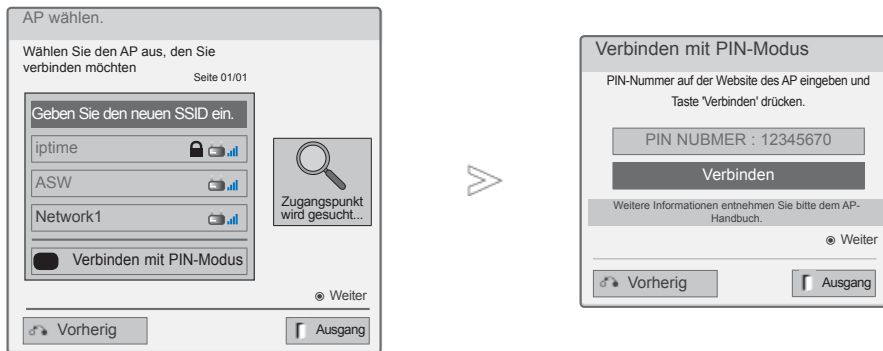 AP wählen.
Wählen Sie den AP aus, den Sie
verbinden möchten
Seite 01/01
Geben Sie den neuen SSID ein.
iptime
ASW
Network1
Verbinden mit PIN-Modus
Zugangspunkt
wird gesucht...
Weiter
Vorherig
Ausgang
Verbinden mit PIN-Modus
PIN-Nummer auf der Website des AP eingeben und
Taste 'Verbinden' drücken.
PIN NUBMER : 12345670
Verbinden
Weitere Informationen entnehmen Sie bitte dem AP-
Handbuch.
Weiter
Vorherig
Ausgang